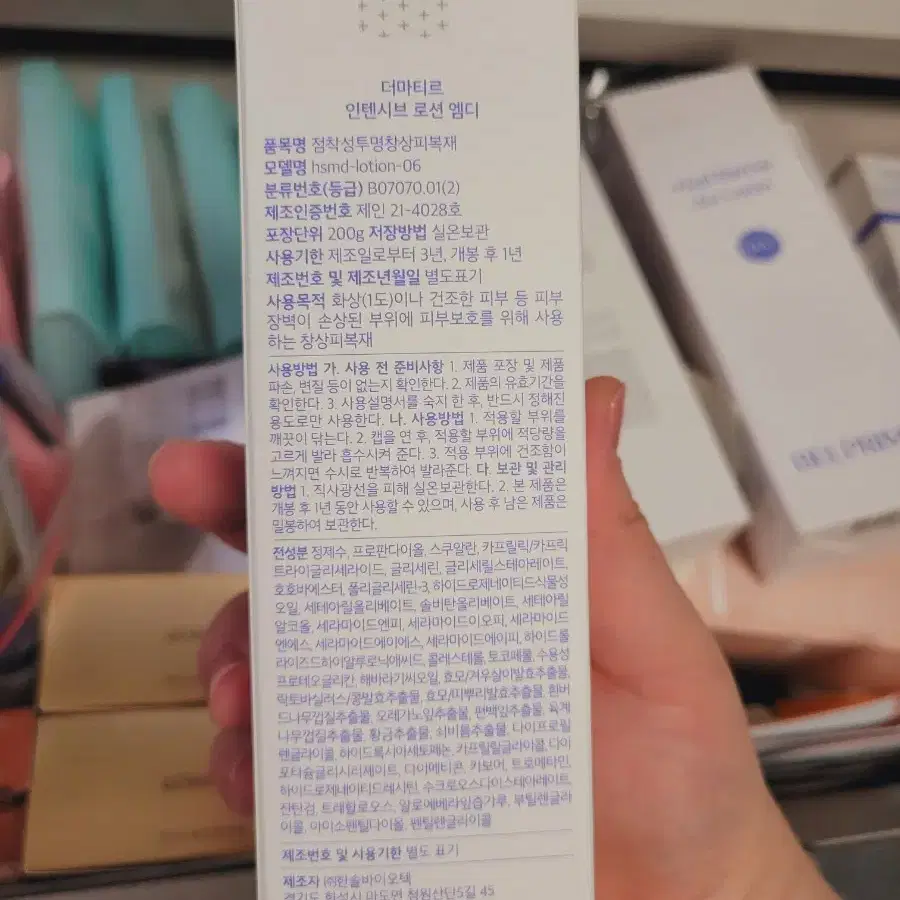 더마티르
인텐시브 로션 엠디
품목명 점착성투명창상피복재
모델명 hsmd-lotion-06
분류번호(등급) B07070.01(2)
제조인증번호 제인 21-4028호
포장단위 200g 저장방법 실온보관
사용기한 제조일로부터 3년, 개봉 후 1년
제조번호 및 제조년월일 별도표기
사용목적 화상(1도)이나 건조한 피부 등 피부
장벽이 손상된 부위에 피부보호를 위해 사용
하는 창상피복재
사용방법 가. 사용 전 준비사항 1. 제품 포장 및 제품
파손, 변질 등이 없는지 확인한다. 2. 제품의 유효기간을
확인한다. 3. 사용설명서를 숙지 한 후, 반드시 정해진
용도로만 사용한다. 나. 사용방법 1. 적용할 부위를
깨끗이 닦는다. 2. 캡을 연 후, 적용할 부위에 적당량을
고르게 발라 흡수시켜 준다. 3. 적용 부위에 건조함이
느껴지면 수시로 반복하여 발라준다. 다. 보관 및 관리
방법 1. 직사광선을 피해 실온보관한다. 2. 본 제품은
개봉 후 1년 동안 사용할 수 있으며, 사용 후 남은 제품은
밀봉하여 보관한다.
전성분 정제수, 프로판다이올, 스쿠알란, 카프릴릭/카프릭
트라이글리세라이드, 글리세린, 글리세릴스테아레이트,
호호바에스터, 폴리글리세린-3, 하이드로제네이티드식물성
오일, 세테아릴올리베이트, 솔비탄올리베이트, 세테아릴
알코올, 세라마이드엔피, 세라마이드이오피, 세라마이드
엔에스, 세라마이드에이에스, 세라마이드에이피, 하이드롤
라이즈드하이알루로닉애씨드, 콜레스테롤, 토코페롤, 수용성
프로테오글리칸, 해바라기씨오일, 효모/겨우살이발효추출물,
락토바실러스/콩발효추출물, 효모/띠뿌리발효추출물, 흰버
드나무껍질추출물, 오레가노잎추출물, 편백잎추출물, 육계
나무껍질추출물, 황금추출물, 쇠비름추출물, 다이프로필
렌글라이콜, 하이드록시아세토페논, 카프릴릴글라이콜, 다이
포타슘글리시리제이트, 다이메티콘, 카보머, 트로메타민,
하이드로제네이티드레시틴, 수크로오스다이스테아레이트,
잔탄검, 트레할로오스, 알로에베라잎즙가루, 부틸렌글라
이콜, 아이소펜틸다이올, 펜틸렌글라이콜
제조번호 및 사용기한 별도 표기
제조자 ㈜한솔바이오텍
경기도 화성시 마도면 청원산단5길 45